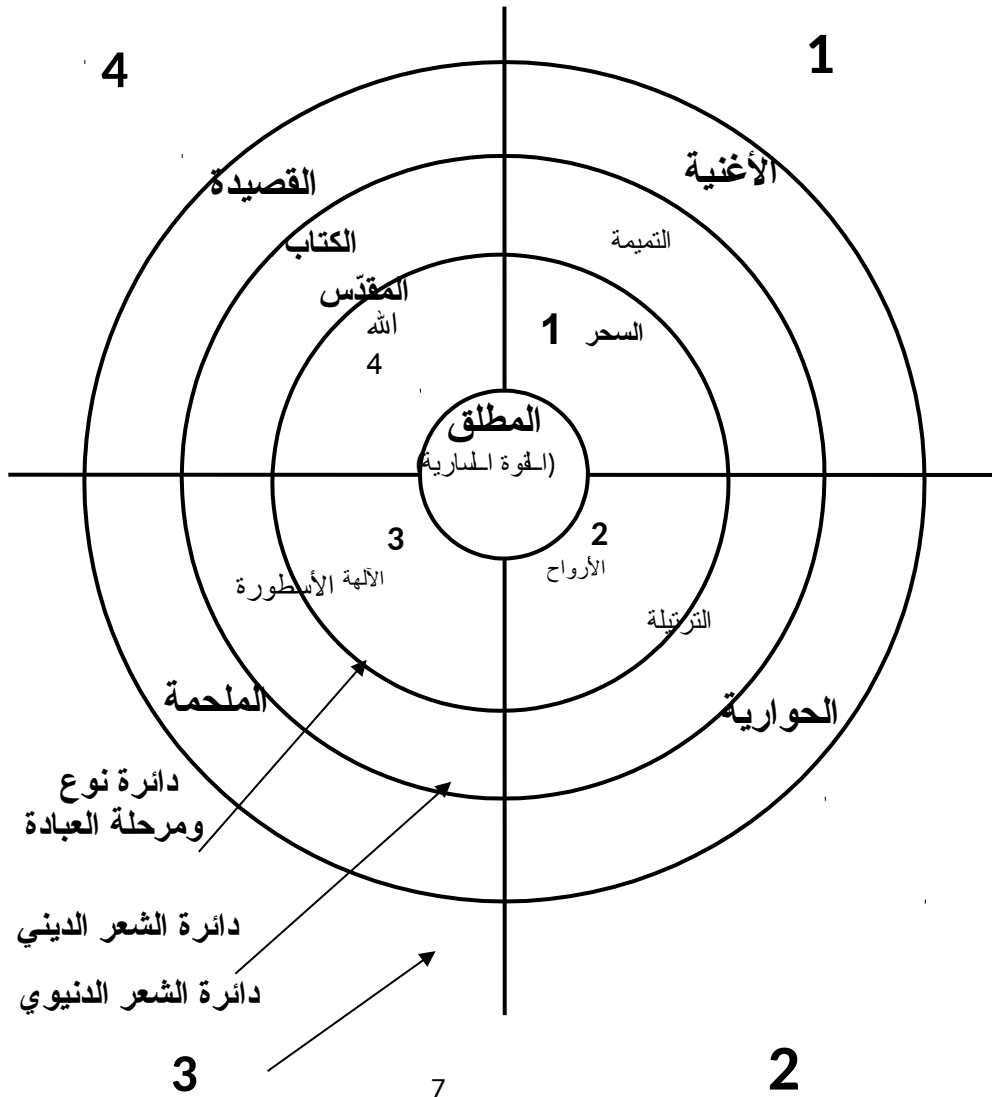 1
4
الأغنية
القصيدة
التميمة
الكتاب
المقدّس
الله
4
السحر
1
المطلق
(القوة السارية)
2
الأرواح
3
الآلهة
الأسطورة
الترتيلة
الملحمة
الحوارية
دائرة نوع
ومرحلة العبادة
دائرة الشعر الديني
دائرة الشعر الدنيوي
2
3
7